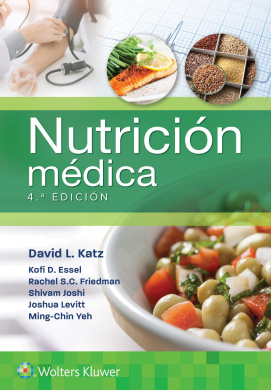 Nutrición
médica
4.ª EDICIÓN
David L. Katz
Kofi D. Essel
Rachel S.C. Friedman
Shivam Joshi
Joshua Levitt
Ming-Chin Yeh
Wolters Kluwer